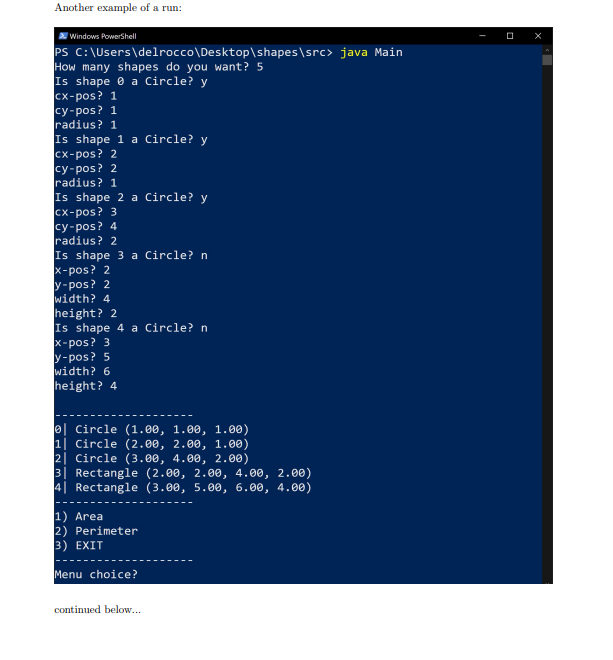 Another example of a run:
Windows PowerShell
PS C:\Users\delrocco\Desktop\shapes\src> java Main
How many shapes do you want? 5
Is shape 0 a Circle? y
cx-pos? 1
cy-pos? 1
radius? 1
Is shape 1 a Circle? y
cx-pos? 2
cy-pos? 2
radius? 1
Is shape 2 a Circle? y
cx-pos? 3
cy-pos? 4
radius? 2
Is shape 3 a Circle? n
x-pos? 2
y-pos? 2
width? 4
height? 2
Is shape 4 a Circle? n
x-pos? 3
y-pos? 5
width? 6
height? 4
--------------------
0| Circle (1.00, 1.00, 1.00)
1| Circle (2.00, 2.00, 1.00)
2| Circle (3.00, 4.00, 2.00)
3| Rectangle (2.00, 2.00, 4.00, 2.00)
4| Rectangle (3.00, 5.00, 6.00, 4.00)
--------------------
1) Area
2) Perimeter
3) EXIT
--------------------
Menu choice?
continued below...